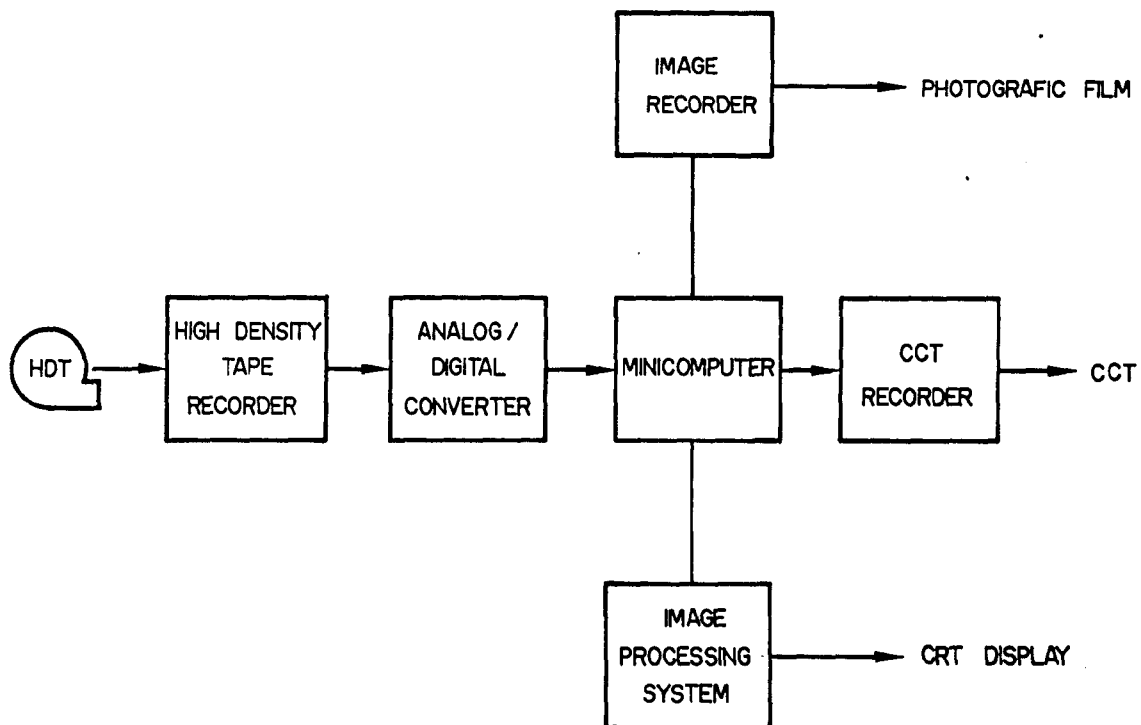 IMAGE
RECORDER
PHOTOGRAFIC FILM
HDT
HIGH DENSITY
TAPE
RECORDER
ANALOG /
DIGITAL
CONVERTER
MINICOMPUTER
CCT
RECORDER
CCT
IMAGE
PROCESSING
SYSTEM
CRT DISPLAY